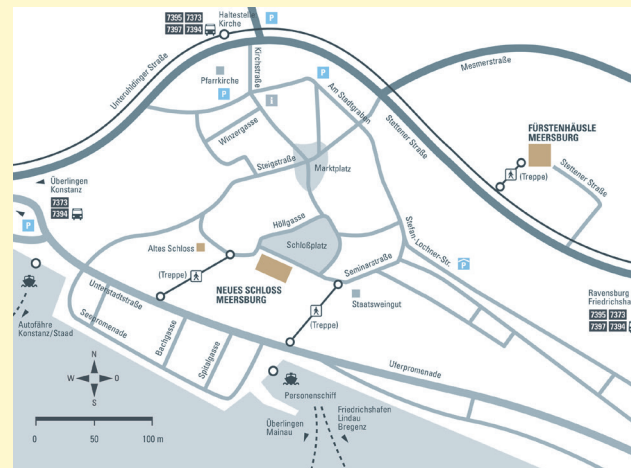 7395 7373
7397 7394
Haltestelle
Kirche
P
Unteruhldinger Straße
Kirchstraße
Pfarrkirche
P
P
i
Am Stadtgraben
Mesmerstraße
Winzergasse
Stettener Straße
FÜRSTENHÄUSLE
MEERSBURG
Steigstraße
Marktplatz
(Treppe)
Stettener Straße
Überlingen
Konstanz
7373
7394
P
Höllgasse
Altes Schloss
Schloßplatz
Stefan-Lochner-Str.
P
(Treppe)
Seminarstraße
NEUES SCHLOSS
MEERSBURG
Staatsweingut
Ravensburg
Friedrichsha
7395 7373
7397 7394
Unterstadtstraße
Seepromenade
Autofähre
Konstanz/Staad
(Treppe)
Bachgasse
Spitalgasse
Uferpromenade
N
W O
S
Personenschiff
Überlingen
Mainau
Friedrichshafen
Lindau
Bregenz
0 50 100 m